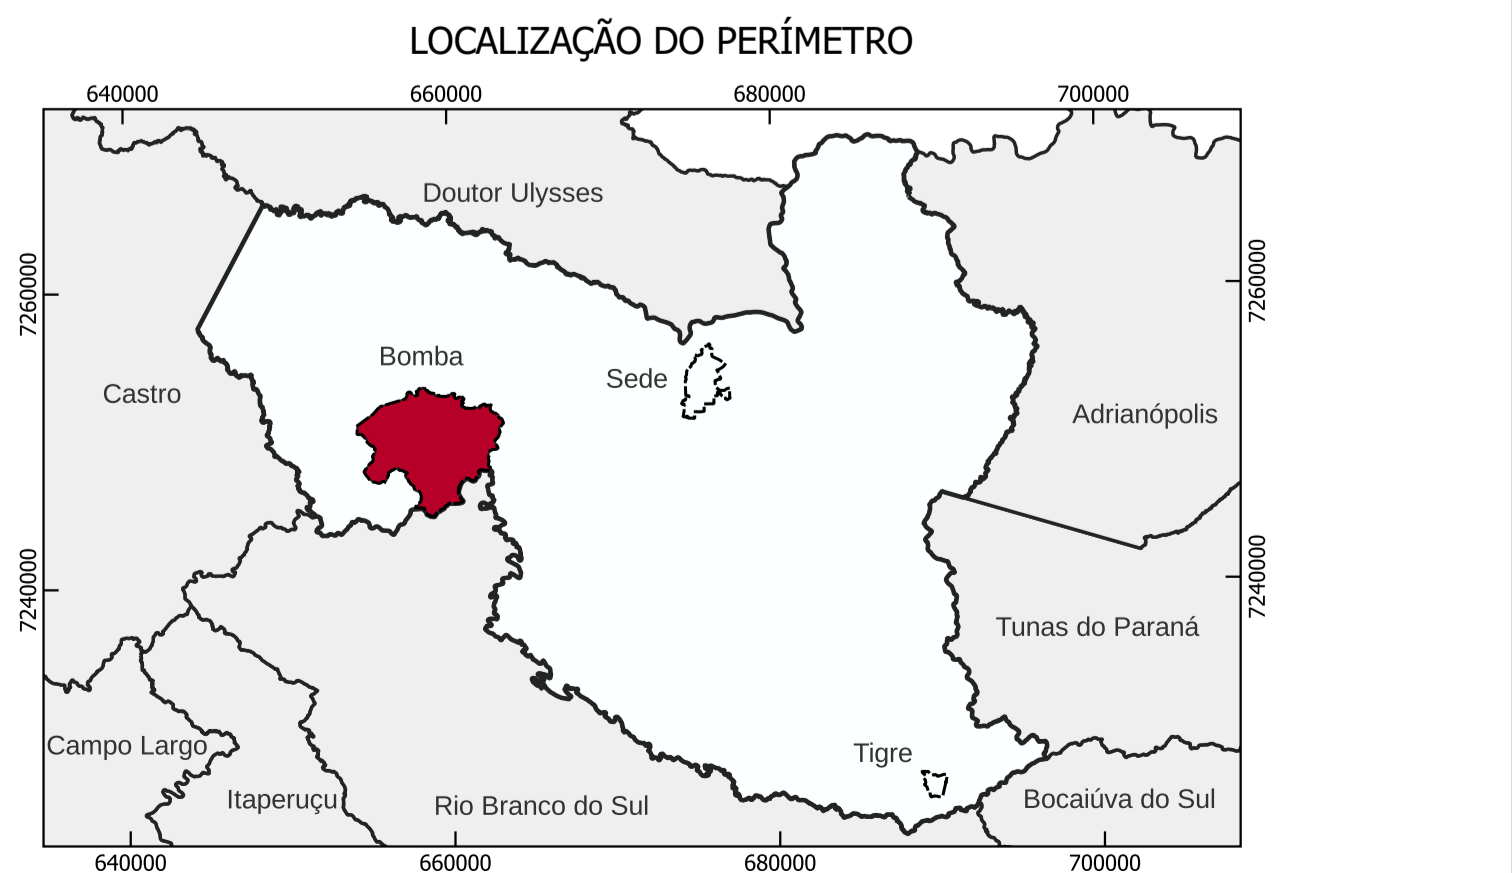 LOCALIZAÇÃO DO PERÍMETRO
640000 660000 680000 700000
Doutor Ulysses
7260000
7260000
Bomba
Sede
Castro
Adrianópolis
7240000
7240000
Tunas do Paraná
Campo Largo
Tigre
Itaperuçu
Rio Branco do Sul
Bocaiúva do Sul
640000 660000 680000 700000